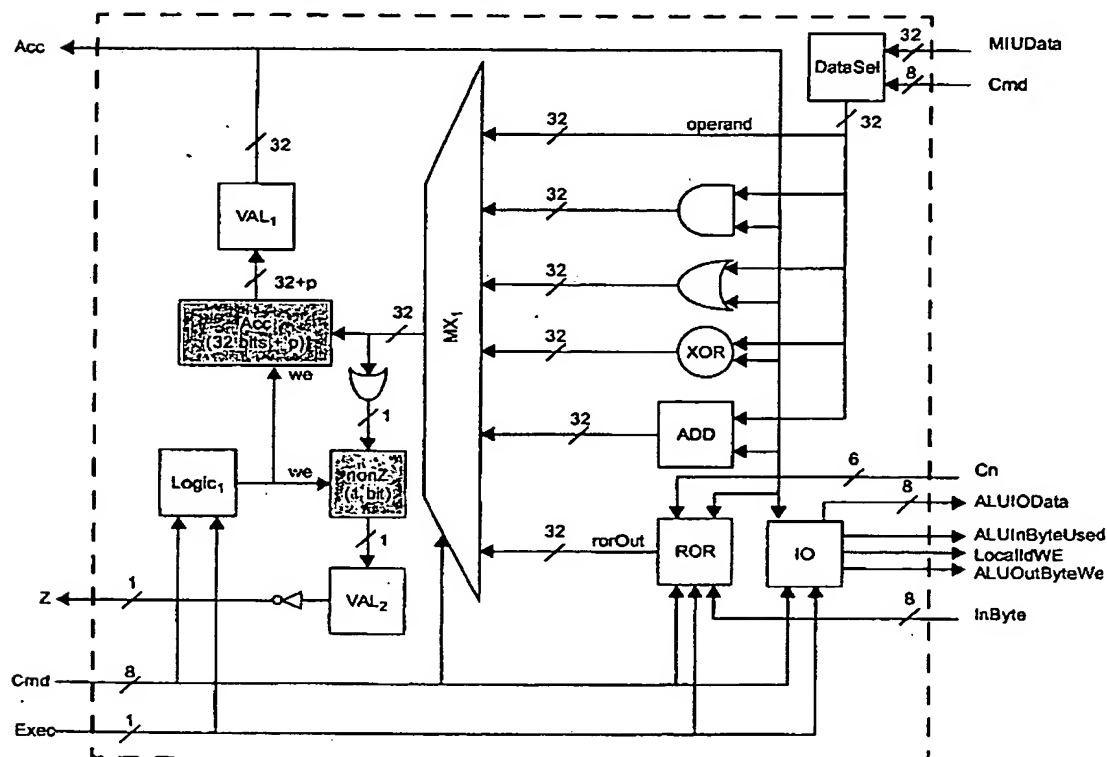 Acc
32
MIUData
8
Cmd
DataSel
32
32
operand
32
VAL1
32
32+p
32
Acc
(32 bits + p)
32
MX1
32
XOR
we
1
32
ADD
Logic1
we
nonZ
(1 bit)
6
Cn
8
ALUIOData
1
32
rorOut
ROR
IO
ALUInByteUsed
LocalIdWE
ALUOutByteWe
Z
1
VAL2
8
InByte
Cmd
8
Exec
1